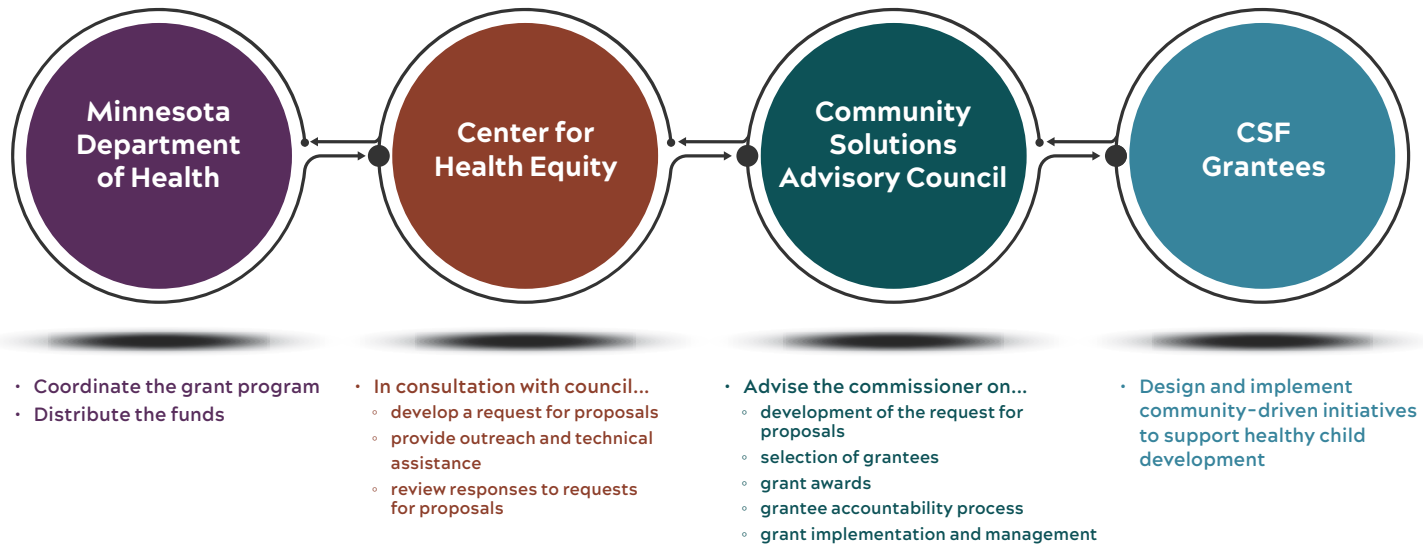 Minnesota
Department
of Health
Center for
Health Equity
Community
Solutions
Advisory Council
CSF
Grantees
• Coordinate the grant program
• Distribute the funds
• In consultation with council...
◦ develop a request for proposals
◦ provide outreach and technical
assistance
◦ review responses to requests
for proposals
• Advise the commissioner on...
◦ development of the request for
proposals
◦ selection of grantees
◦ grant awards
◦ grantee accountability process
◦ grant implementation and management
• Design and implement
community-driven initiatives
to support healthy child
development